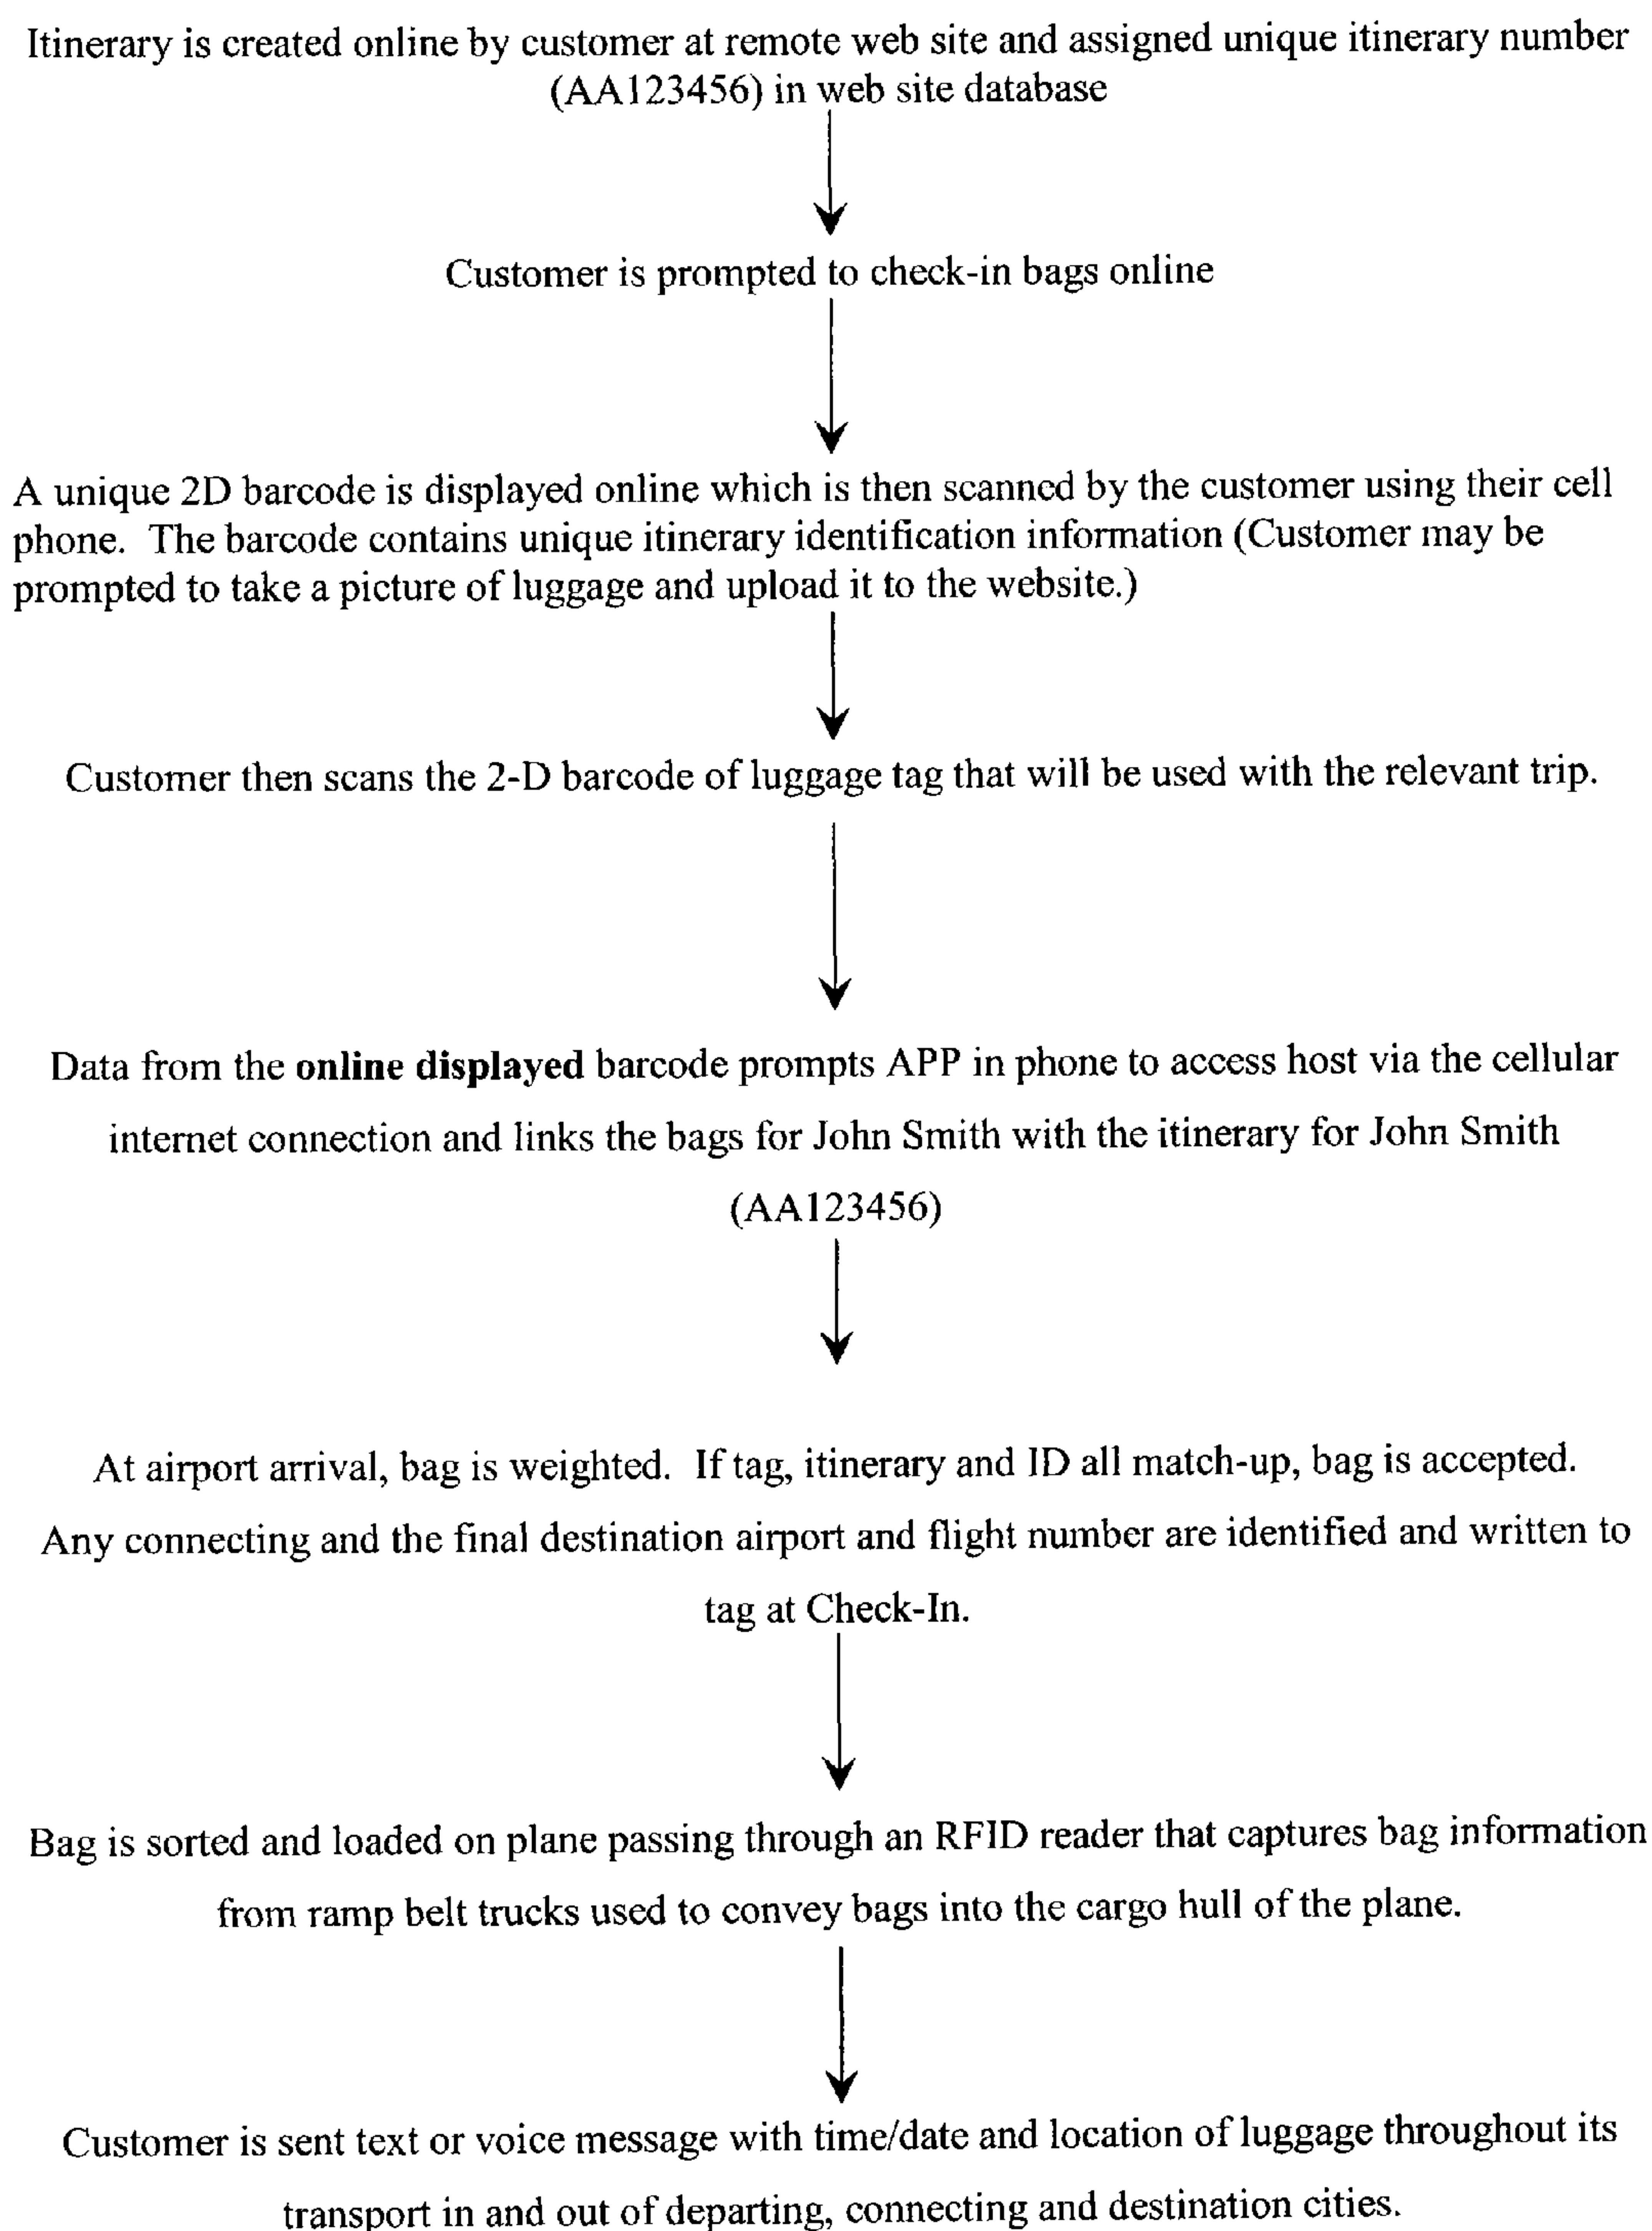 Itinerary is created online by customer at remote web site and assigned unique itinerary number
(AA123456) in web site database
Customer is prompted to check-in bags online
A unique 2D barcode is displayed online which is then scanned by the customer using their cell
phone. The barcode contains unique itinerary identification information (Customer may be
prompted to take a picture of luggage and upload it to the website.)
Customer then scans the 2-D barcode of luggage tag that will be used with the relevant trip.
Data from the online displayed barcode prompts APP in phone to access host via the cellular
internet connection and links the bags for John Smith with the itinerary for John Smith
(AA123456)
At airport arrival, bag is weighted. If tag, itinerary and ID all match-up, bag is accepted.
Any connecting and the final destination airport and flight number are identified and written to
tag at Check-In.
Bag is sorted and loaded on plane passing through an RFID reader that captures bag information
from ramp belt trucks used to convey bags into the cargo hull of the plane.
Customer is sent text or voice message with time/date and location of luggage throughout its
transport in and out of departing, connecting and destination cities.